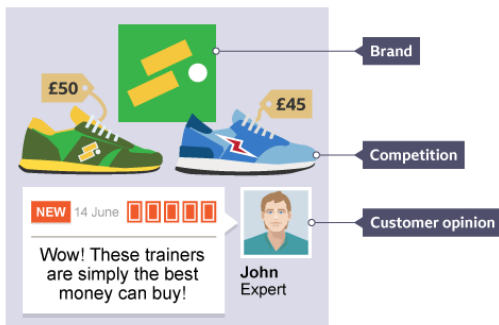 Brand
£50
£45
Competition
NEW 14 June
Customer opinion
Wow! These trainers
are simply the best
money can buy!
John
Expert